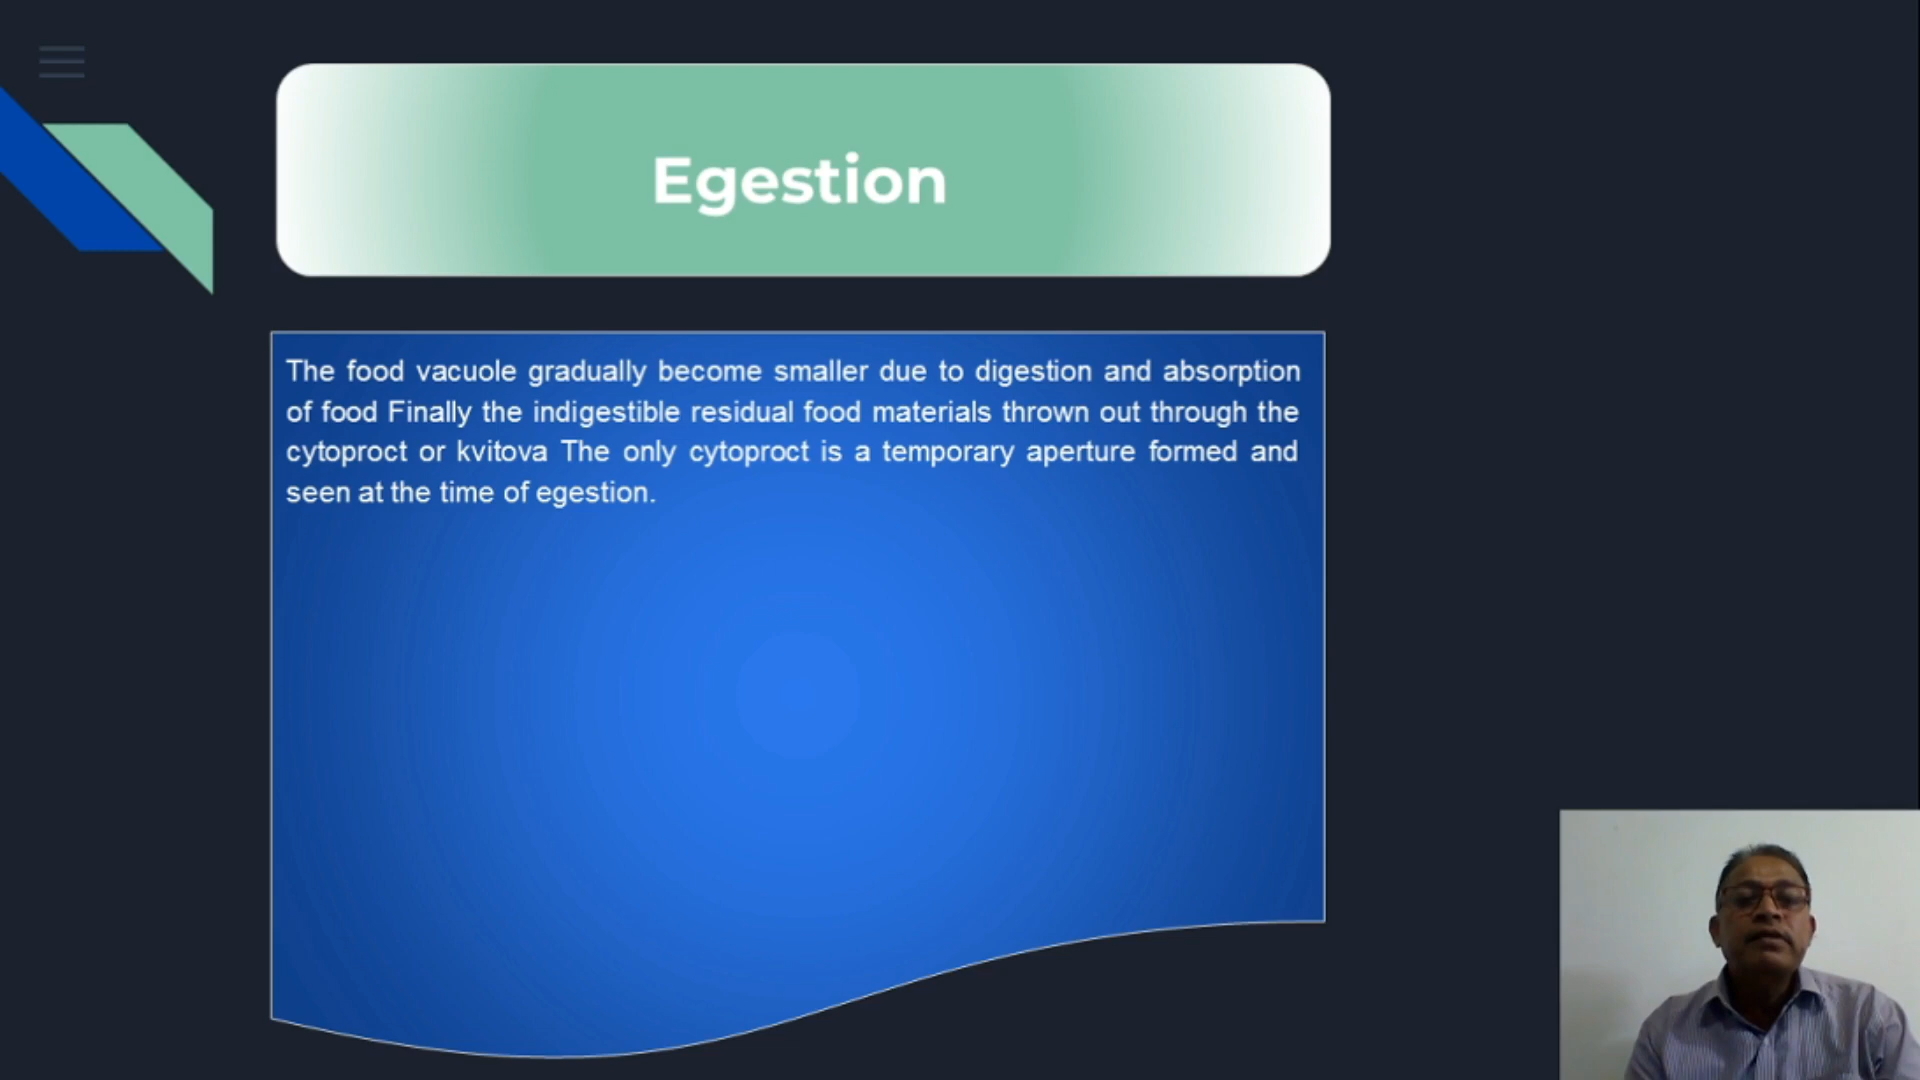 Egestion
The food vacuole gradually become smaller due to digestion and absorption
of food Finally the indigestible residual food materials thrown out through the
cytoproct or kvitova The only cytoproct is a temporary aperture formed and
seen at the time of egestion.